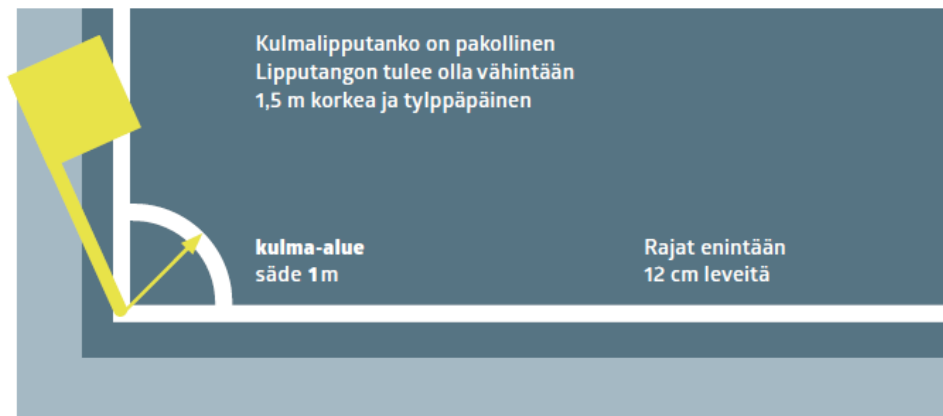 Kulmalipputanko on pakollinen
Lipputangon tulee olla vähintään
1,5 m korkea ja tylppäpäinen
kulma-alue
säde 1 m
Rajat enintään
12 cm leveitä